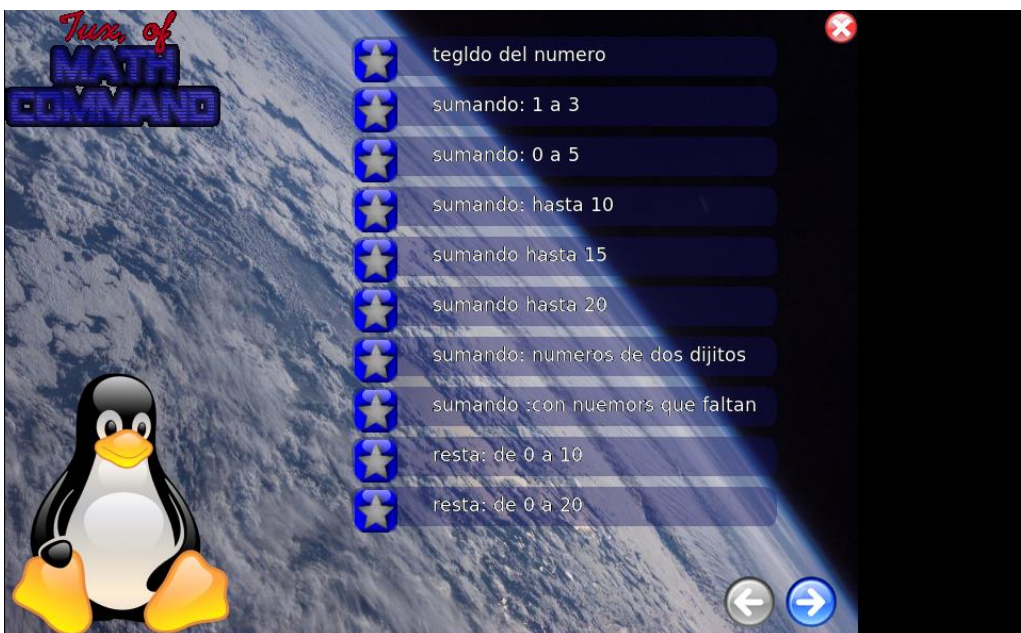 Tux, of
MATH
COMMAND
tegldo del numero
sumando: 1 a 3
sumando: 0 a 5
sumando: hasta 10
sumando hasta 15
sumando hasta 20
sumando: numeros de dos dijitos
sumando :con nuemors que faltan
resta: de 0 a 10
resta: de 0 a 20